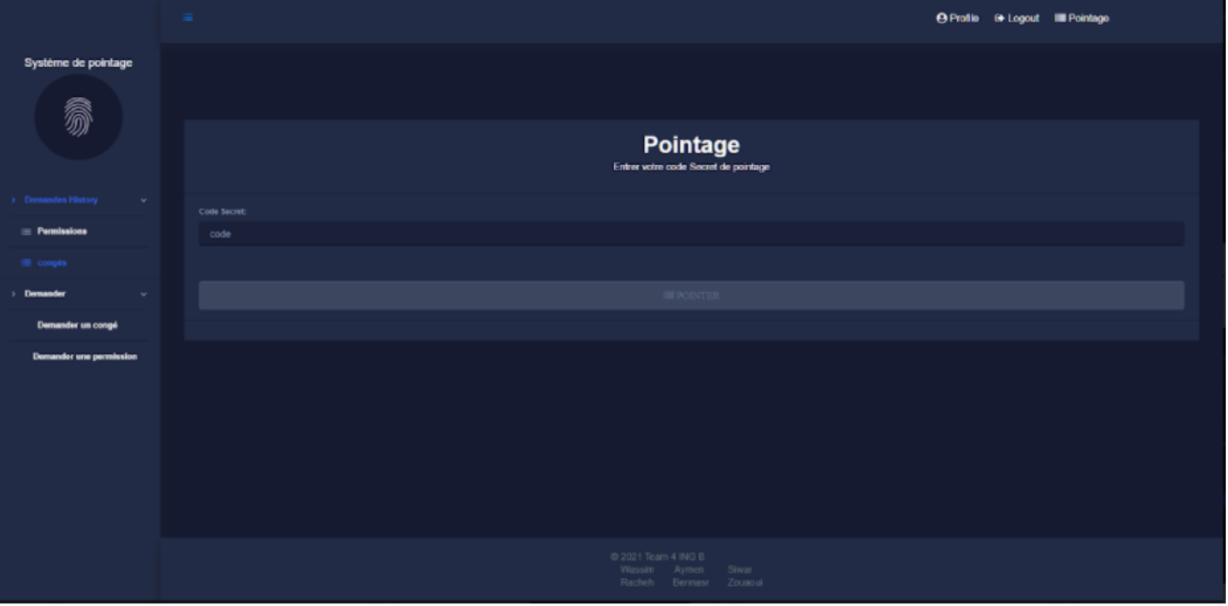 Profile Logout Pointage
Système de pointage
Pointage
Entrer votre code Secret de pointage
Demandes History
Permissions
congés
Demander
Demander un congé
Demander une permission
Code Secret:
code
POINTER
© 2021 Team 4 ING B
Wassim Aymen Siwar
Racheh Bennasr Zouaoui